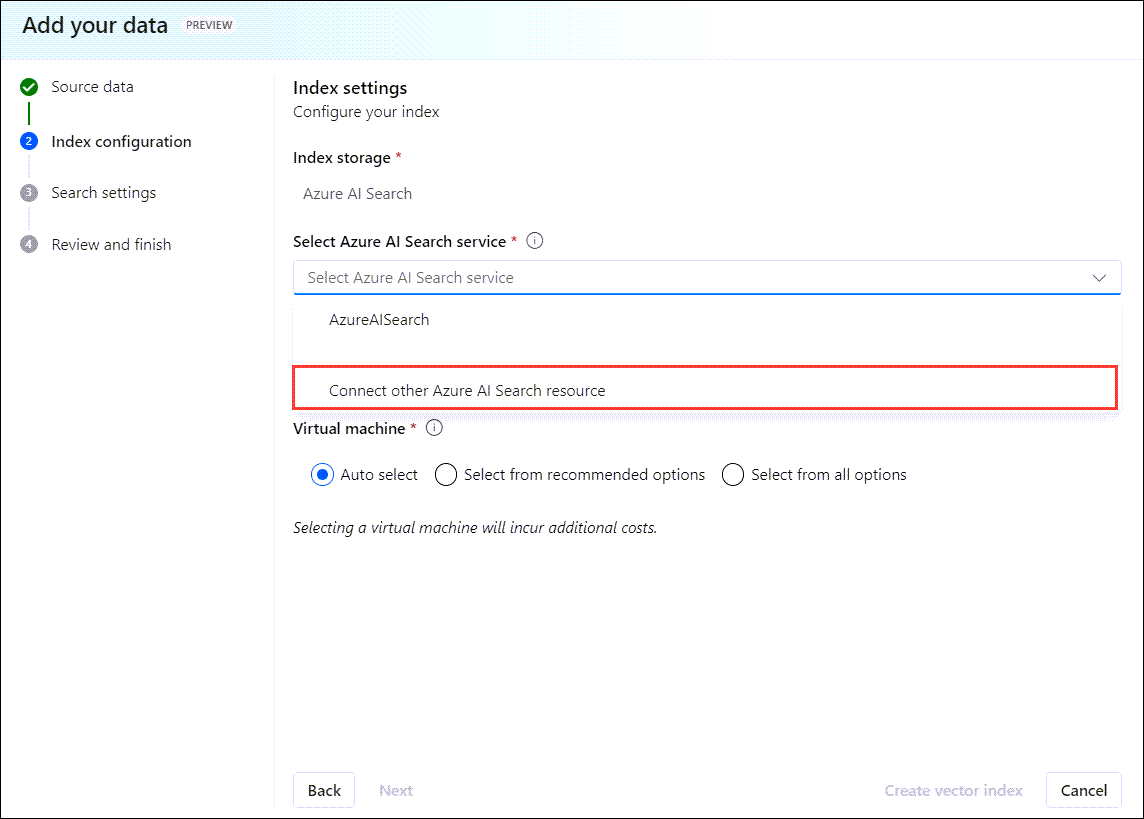 Add your data PREVIEW
Source data
2 Index configuration
3 Search settings
4 Review and finish
Index settings
Configure your index
Index storage *
Azure AI Search
Select Azure AI Search service *
Select Azure AI Search service
AzureAISearch
Connect other Azure AI Search resource
Virtual machine *
Auto select Select from recommended options Select from all options
Selecting a virtual machine will incur additional costs.
Back Next Create vector index Cancel